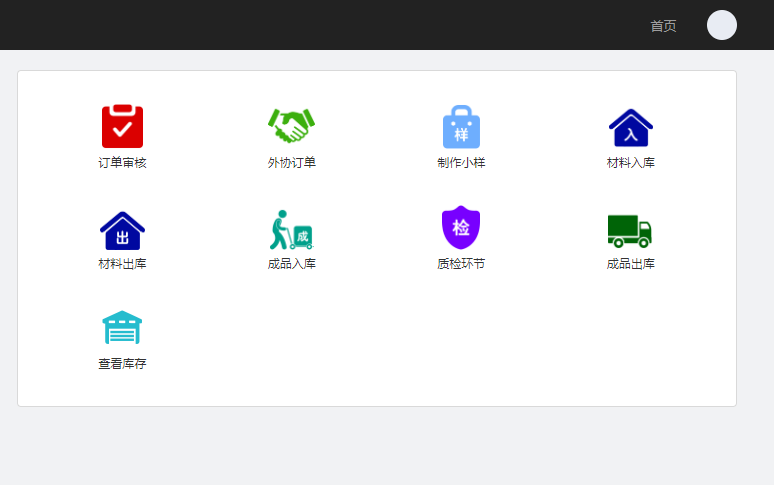 首页
样
入
订单审核
外协订单
制作小样
材料入库
出
成
检
材料出库
成品入库
质检环节
成品出库
查看库存